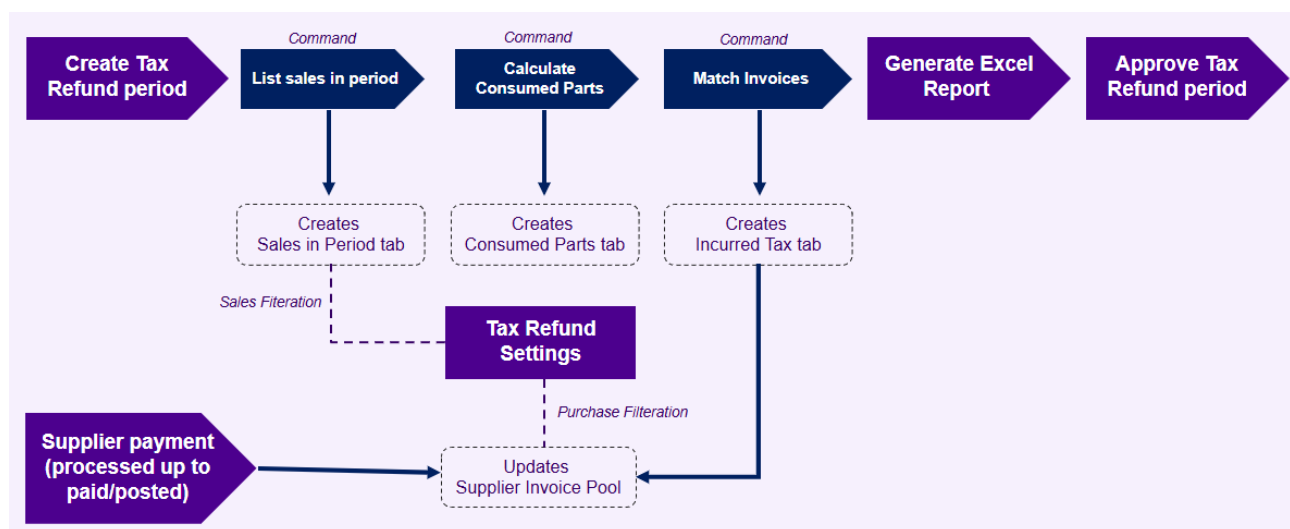 Command
Command
Command
Create Tax
Refund period
List sales in period
Calculate
Consumed Parts
Match Invoices
Generate Excel
Report
Approve Tax
Refund period
Creates
Sales in Period tab
Creates
Consumed Parts tab
Creates
Incurred Tax tab
Sales Fiteration
Tax Refund
Settings
Purchase Filteration
Supplier payment
(processed up to
paid/posted)
Updates
Supplier Invoice Pool